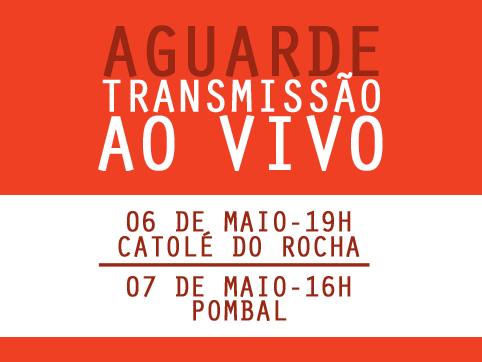 AGUARDE
TRANSMISSÃO
AO VIVO
06 DE MAIO-19H
CATOLÉ DO ROCHA
07 DE MAIO-16H
POMBAL